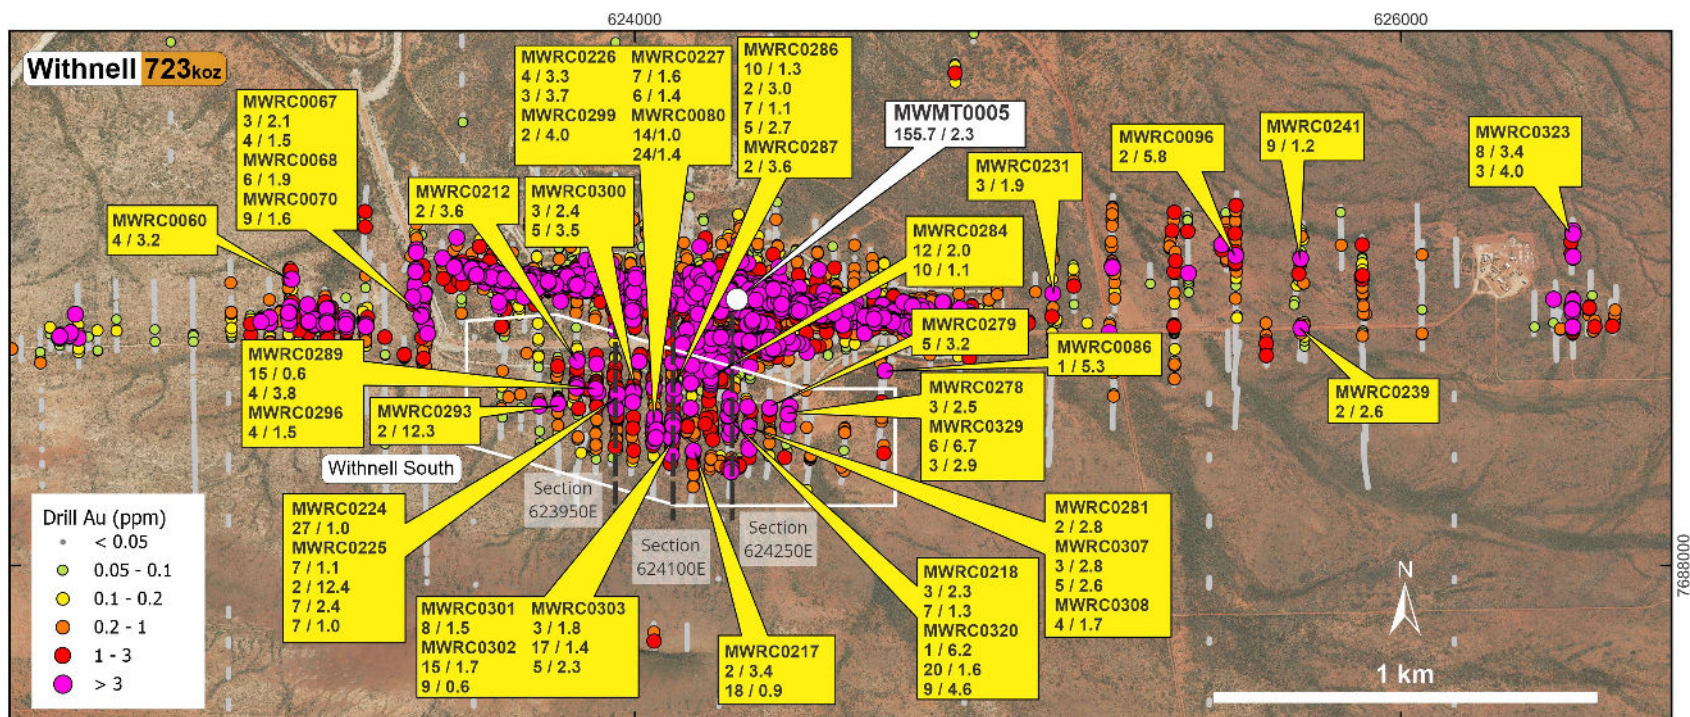 624000
626000
Withnell 723koz
MWRC0226 MWRC0227
4 / 3.3 7 / 1.6
3 / 3.7 6 / 1.4
MWRC0299 MWRC0080
2 / 4.0 14/1.0
24/1.4
MWRC0286
10 / 1.3
2 / 3.0
7 / 1.1
5 / 2.7
MWRC0287
2 / 3.6
MWMT0005
155.7 / 2.3
MWRC0067
3 / 2.1
4 / 1.5
MWRC0068
6 / 1.9
MWRC0070
9 / 1.6
MWRC0060
4 / 3.2
MWRC0212
2 / 3.6
MWRC0300
3 / 2.4
5 / 3.5
MWRC0231
3 / 1.9
MWRC0096
2 / 5.8
MWRC0241
9 / 1.2
MWRC0323
8 / 3.4
3 / 4.0
MWRC0284
12 / 2.0
10 / 1.1
MWRC0279
5 / 3.2
MWRC0086
1 / 5.3
MWRC0289
15 / 0.6
4 / 3.8
MWRC0296
4 / 1.5
MWRC0293
2 / 12.3
MWRC0278
3 / 2.5
MWRC0329
6 / 6.7
3 / 2.9
MWRC0239
2 / 2.6
Withnell South
Section
623950E
Section
624100E
Section
624250E
MWRC0224
27 / 1.0
MWRC0225
7 / 1.1
2 / 12.4
7 / 2.4
7 / 1.0
MWRC0301 MWRC0303
8 / 1.5 3 / 1.8
MWRC0302 17 / 1.4
15 / 1.7 5 / 2.3
9 / 0.6
MWRC0217
2 / 3.4
18 / 0.9
MWRC0218
3 / 2.3
7 / 1.3
MWRC0320
1 / 6.2
20 / 1.6
9 / 4.6
MWRC0281
2 / 2.8
MWRC0307
3 / 2.8
5 / 2.6
MWRC0308
4 / 1.7
Drill Au (ppm)
< 0.05
0.05 - 0.1
0.1 - 0.2
0.2 - 1
1 - 3
> 3
N
1 km
7688000